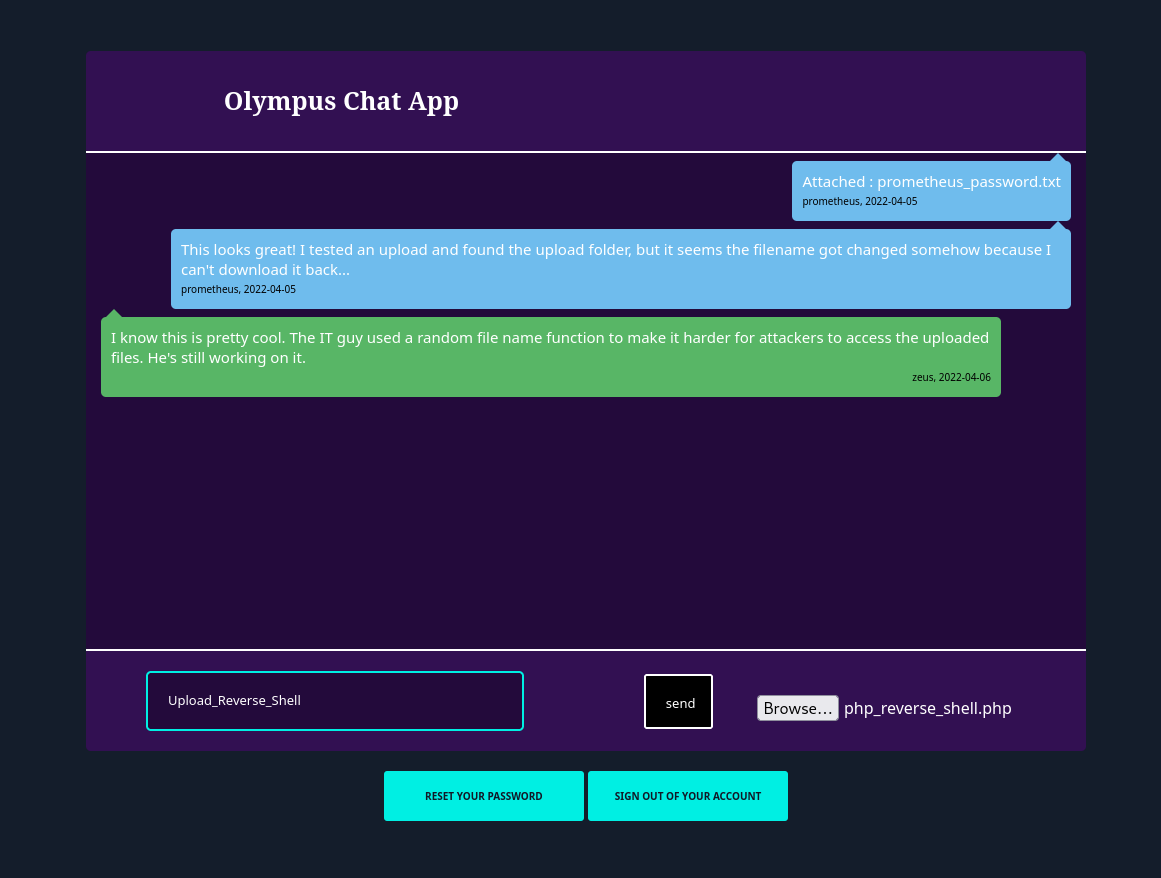 Olympus Chat App
Attached : prometheus_password.txt
prometheus, 2022-04-05
This looks great! I tested an upload and found the upload folder, but it seems the filename got changed somehow because I
can't download it back...
prometheus, 2022-04-05
I know this is pretty cool. The IT guy used a random file name function to make it harder for attackers to access the uploaded
files. He's still working on it.
zeus, 2022-04-06
Upload_Reverse_Shell
send
Browse... php_reverse_shell.php
RESET YOUR PASSWORD
SIGN OUT OF YOUR ACCOUNT